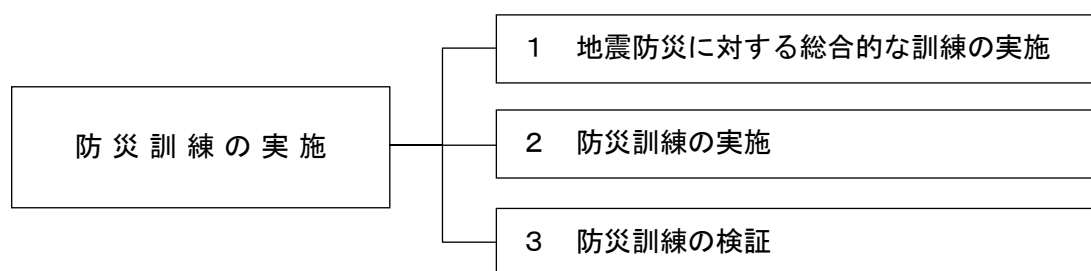 防災訓練の実施
１　地震防災に対する総合的な訓練の実施
２　防災訓練の実施
３　防災訓練の検証